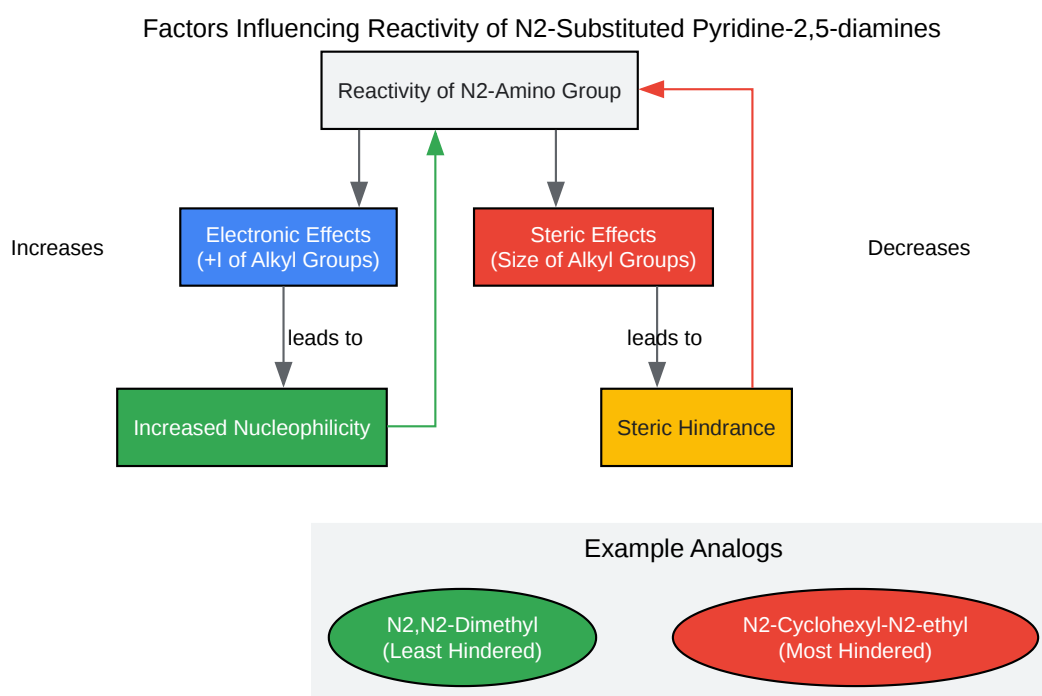 Factors Influencing Reactivity of N2-Substituted Pyridine-2,5-diamines
Reactivity of N2-Amino Group
Increases
Electronic Effects
(+I of Alkyl Groups)
Steric Effects
(Size of Alkyl Groups)
Decreases
leads to
leads to
Increased Nucleophilicity
Steric Hindrance
Example Analogs
N2,N2-Dimethyl
(Least Hindered)
N2-Cyclohexyl-N2-ethyl
(Most Hindered)